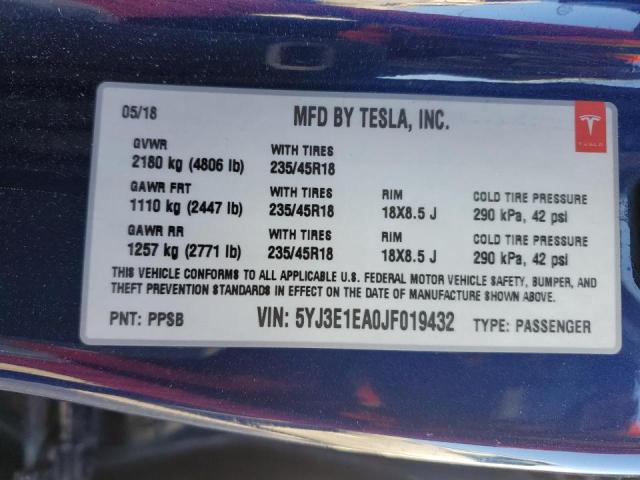 05/18 MFD BY TESLA, INC.
GVWR WITH TIRES
2180 kg (4806 lb) 235/45R18
GAWR FRT WITH TIRES RIM COLD TIRE PRESSURE
1110 kg (2447 lb) 235/45R18 18X8.5 J 290 kPa, 42 psi
GAWR RR WITH TIRES RIM COLD TIRE PRESSURE
1257 kg (2771 lb) 235/45R18 18X8.5 J 290 kPa, 42 psi
THIS VEHICLE CONFORMS TO ALL APPLICABLE U.S. FEDERAL MOTOR VEHICLE SAFETY, BUMPER, AND
THEFT PREVENTION STANDARDS IN EFFECT ON THE DATE OF MANUFACTURE SHOWN ABOVE.
PNT: PPSB VIN: 5YJ3E1EA0JF019432 TYPE: PASSENGER